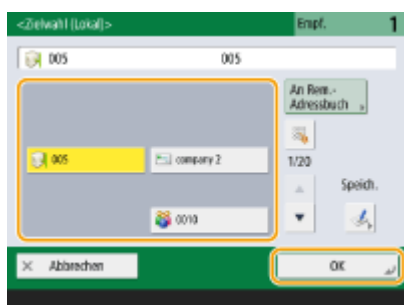 <Zielwahl (Lokal)>
Empf. 1
005 005
An Rem.-
Adressbuch
005
company 2
1/20
Speich.
0010
Abbrechen
OK